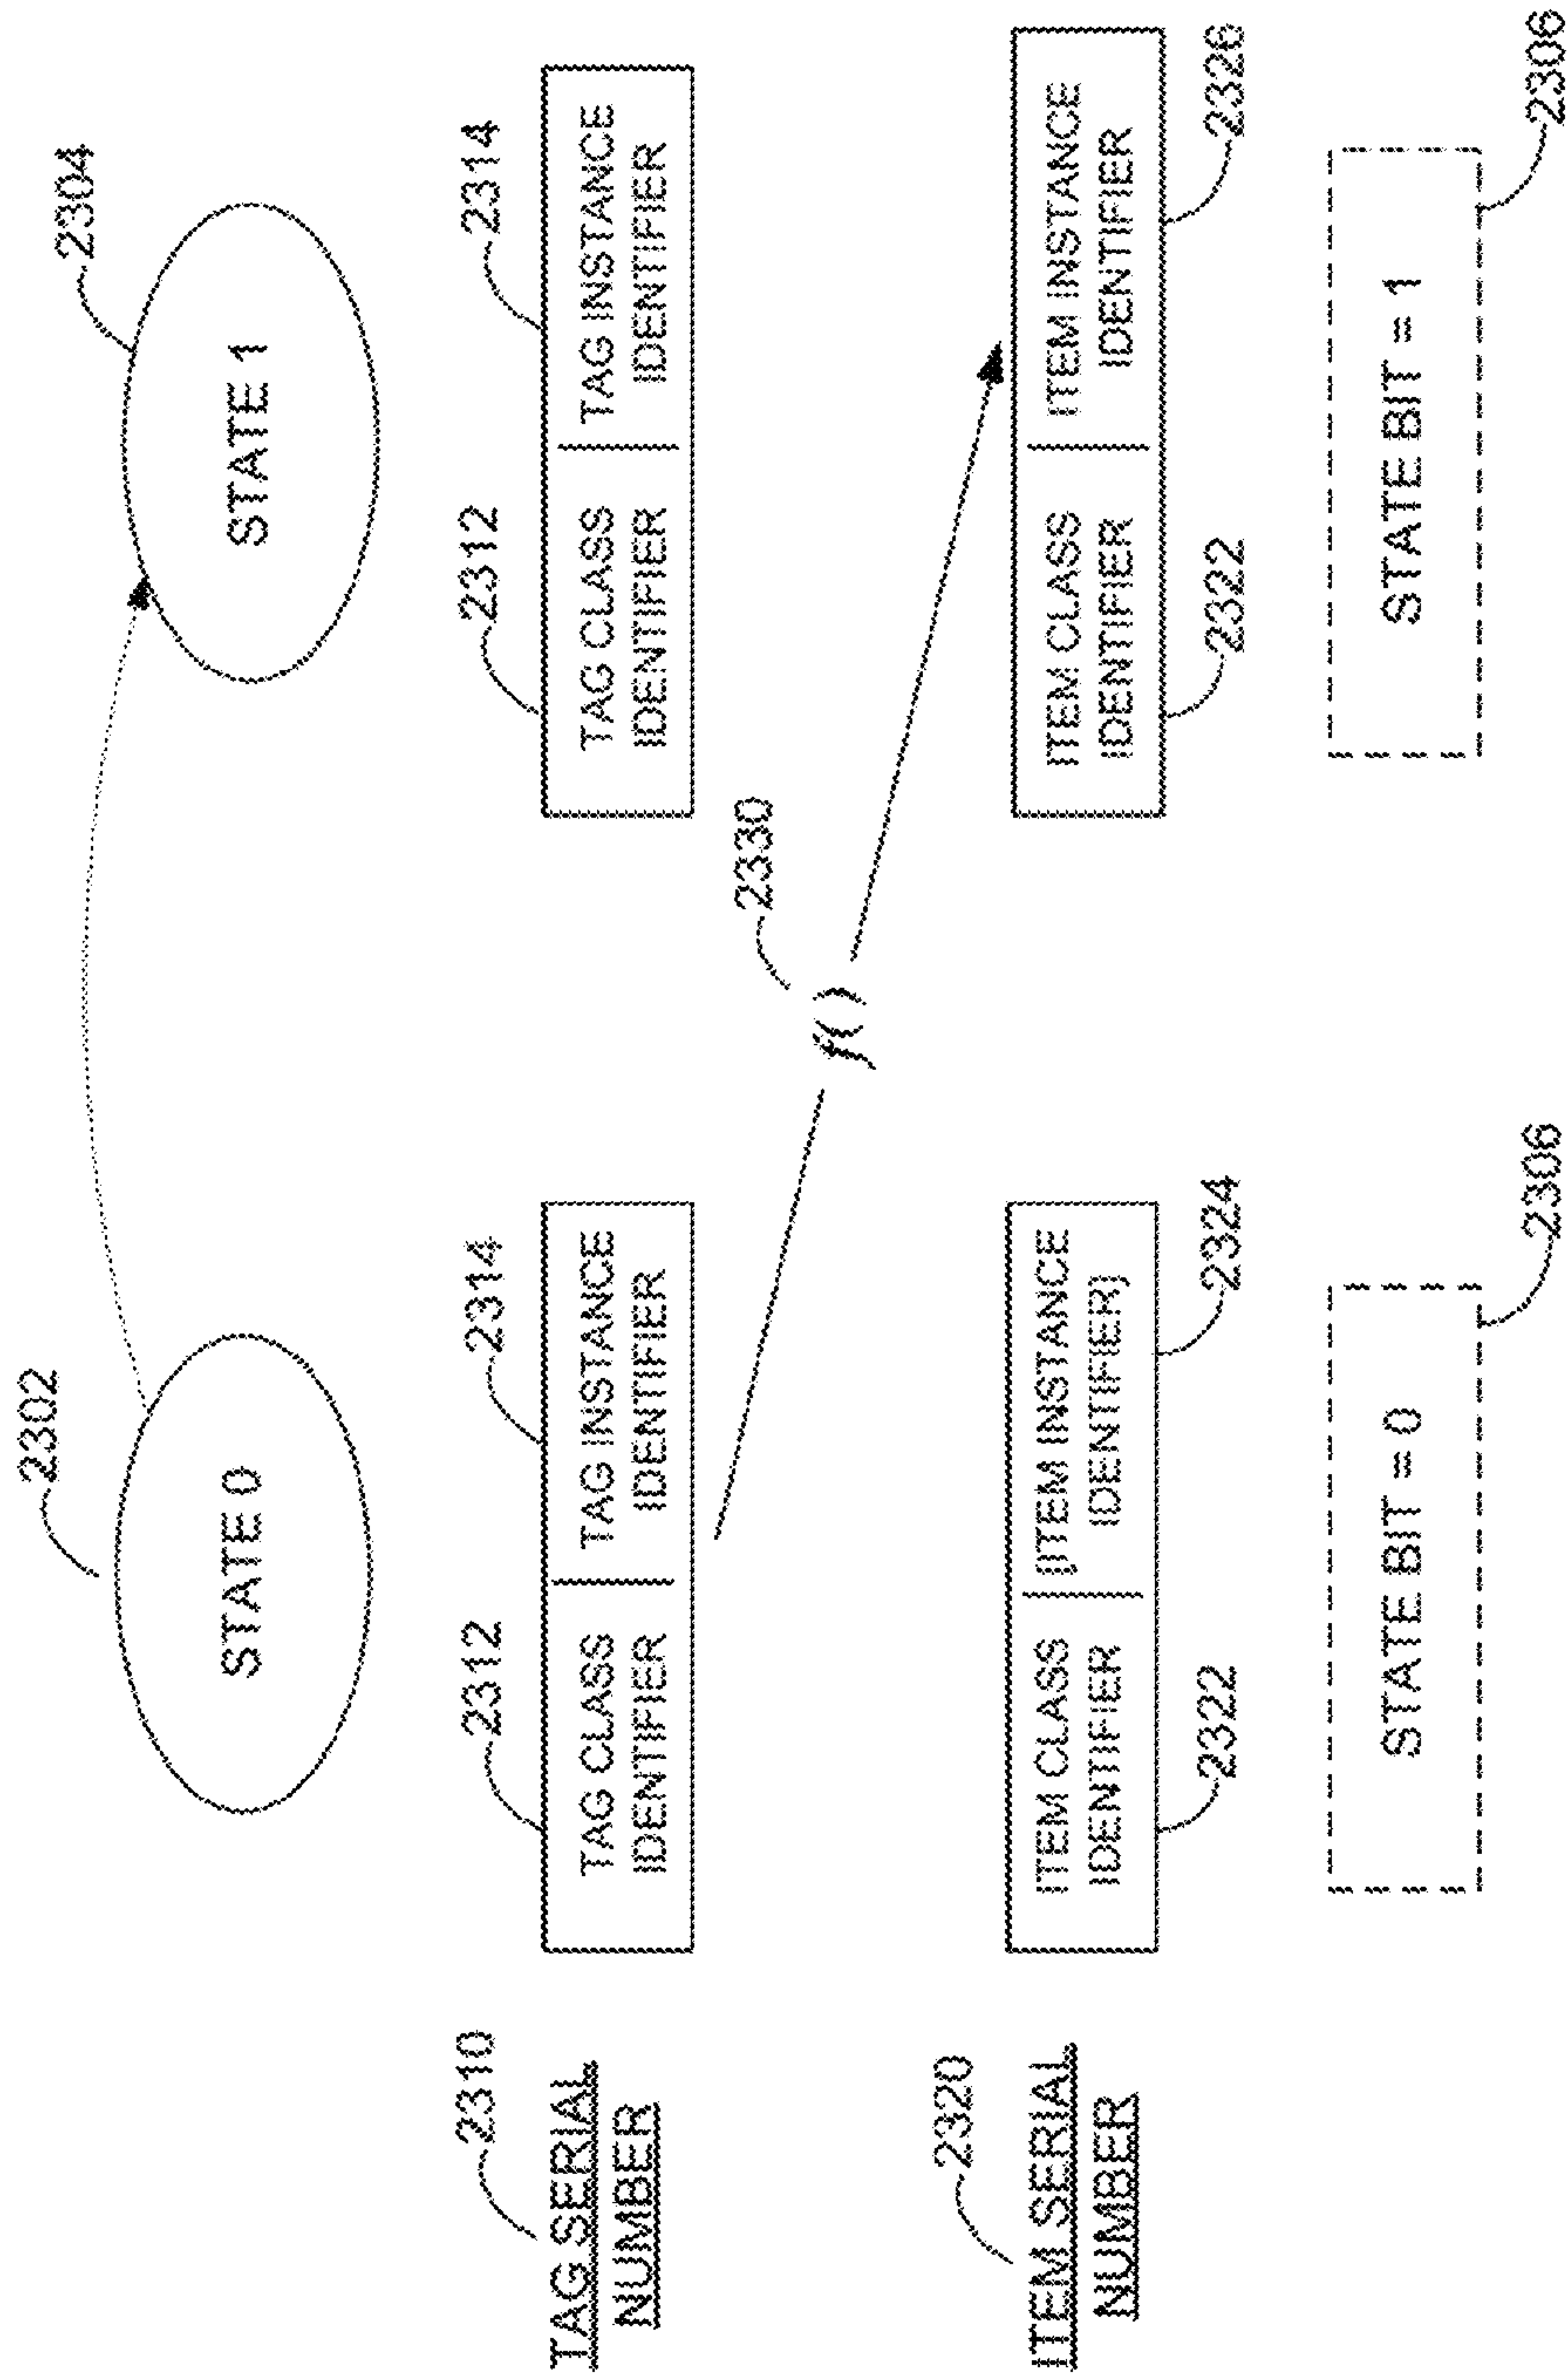 2302
2304
STATE 0
STATE 1
2310
2312
2314
2312
2314
TAG SERIAL
NUMBER
TAG CLASS
IDENTIFIER
TAG INSTANCE
IDENTIFIER
TAG CLASS
IDENTIFIER
TAG INSTANCE
IDENTIFIER
2330
f( )
2320
ITEM SERIAL
NUMBER
ITEM CLASS
IDENTIFIER
[ITEM INSTANCE
IDENTIFIER]
ITEM CLASS
IDENTIFIER
ITEM INSTANCE
IDENTIFIER
2322
2324
2322
2326
STATE BIT = 0
STATE BIT = 1
2306
2306